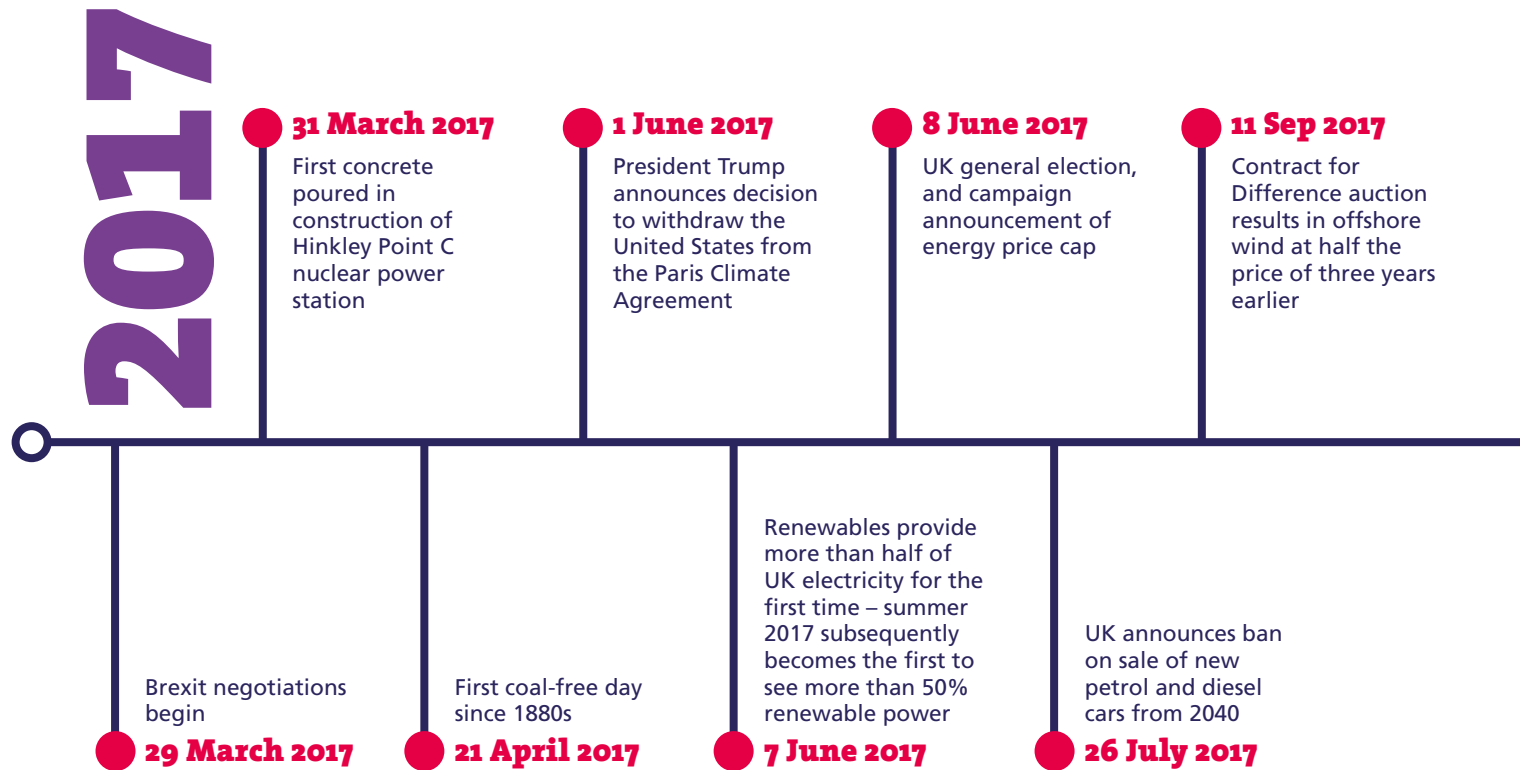 2017
31 March 2017
First concrete
poured in
construction of
Hinkley Point C
nuclear power
station
1 June 2017
President Trump
announces decision
to withdraw the
United States from
the Paris Climate
Agreement
8 June 2017
UK general election,
and campaign
announcement of
energy price cap
11 Sep 2017
Contract for
Difference auction
results in offshore
wind at half the
price of three years
earlier
Brexit negotiations
begin
29 March 2017
First coal-free day
since 1880s
21 April 2017
Renewables provide
more than half of
UK electricity for the
first time – summer
2017 subsequently
becomes the first to
see more than 50%
renewable power
7 June 2017
UK announces ban
on sale of new
petrol and diesel
cars from 2040
26 July 2017